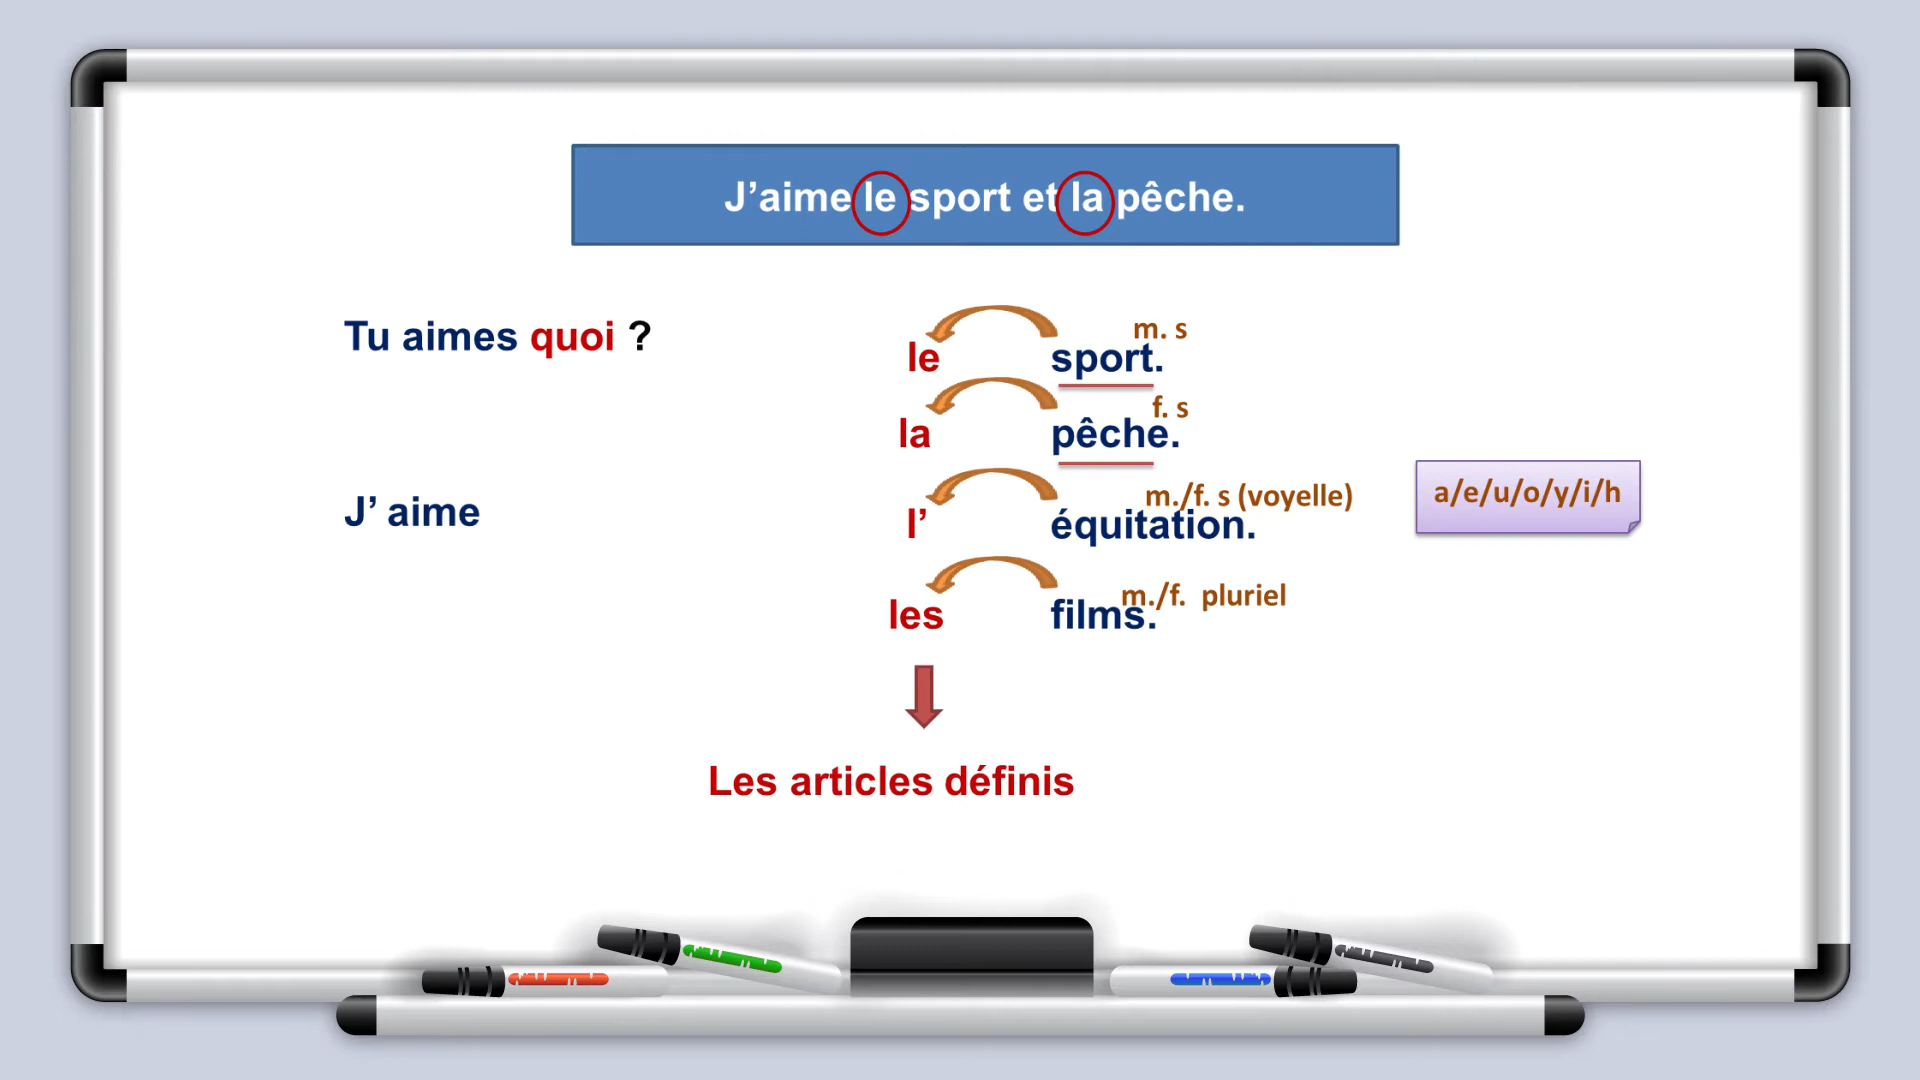 J’aime le sport et la pêche.
Tu aimes quoi ?
m. s
le sport.
f. s
la pêche.
J’ aime
m./f. s (voyelle)
l’ équitation.
a/e/u/o/y/i/h
m./f. pluriel
les films.
Les articles définis